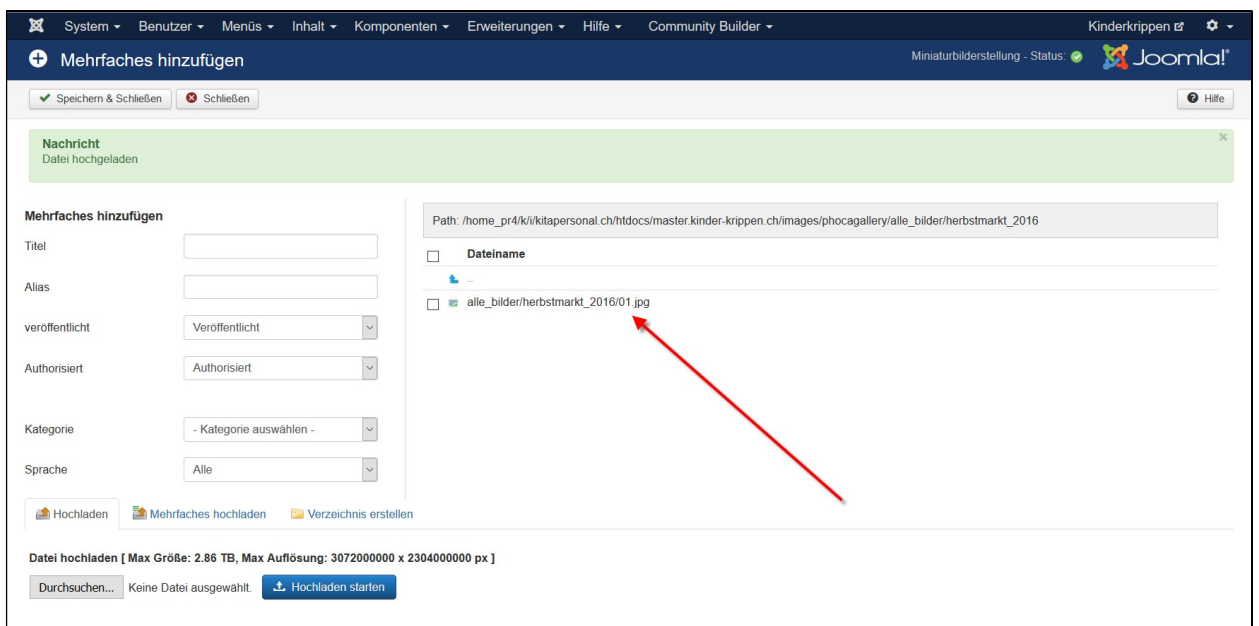 System Benutzer Menüs Inhalt Komponenten Erweiterungen Hilfe Community Builder Kinderkrippen
Mehrfaches hinzufügen Miniaturbilderstellung - Status: Joomla!®
Speichern & Schließen Schließen Hilfe
Nachricht
Datei hochgeladen
Mehrfaches hinzufügen
Path: /home_pr4/k/i/kitapersonal.ch/htdocs/master.kinder-krippen.ch/images/phocagallery/alle_bilder/herbstmarkt_2016
Titel
Dateiname
..
Alias
alle_bilder/herbstmarkt_2016/01.jpg
veröffentlicht Veröffentlicht
Authorisiert Authorisiert
Kategorie - Kategorie auswählen -
Sprache Alle
Hochladen Mehrfaches hochladen Verzeichnis erstellen
Datei hochladen [ Max Größe: 2.86 TB, Max Auflösung: 3072000000 x 2304000000 px ]
Durchsuchen... Keine Datei ausgewählt. Hochladen starten